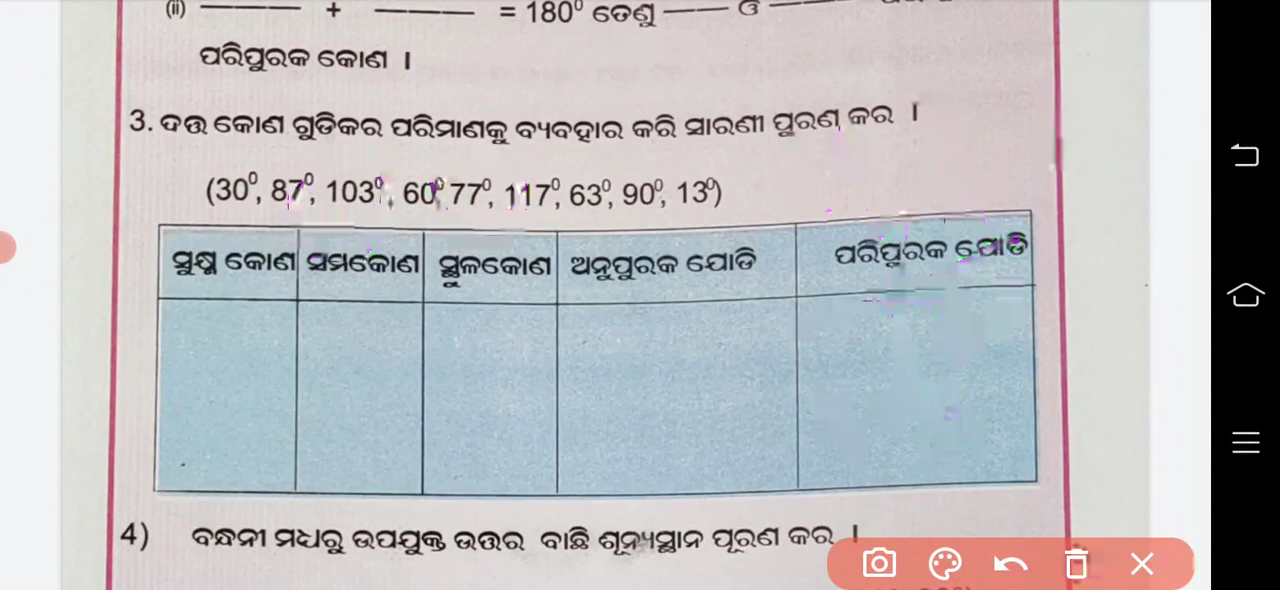 (ii) ———— + ———— = 180⁰ ତେଣୁ ——— ଓ ———
ପରିପୁରକ କୋଣ ।
3. ଦତ୍ତ କୋଣ ଗୁଡିକର ପରିମାଣକୁ ବ୍ୟବହାର କରି ସାରଣୀ ପୁରଣ କର ।
(30⁰, 87⁰, 103⁰, 60⁰ 77⁰, 117⁰, 63⁰, 90⁰, 13⁰)
ସୁକ୍ଷ୍ମ କୋଣ ସମକୋଣ ସ୍ଥୁଳକୋଣ ଅନୁପୁରକ ଯୋଡି ପରିପୁରକ ଯୋଡି
4) ବନ୍ଧନୀ ମଧ୍ୟରୁ ଉପଯୁକ୍ତ ଉତ୍ତର ବାଛି ଶୂନ୍ୟସ୍ଥାନ ପୂରଣ କର ।